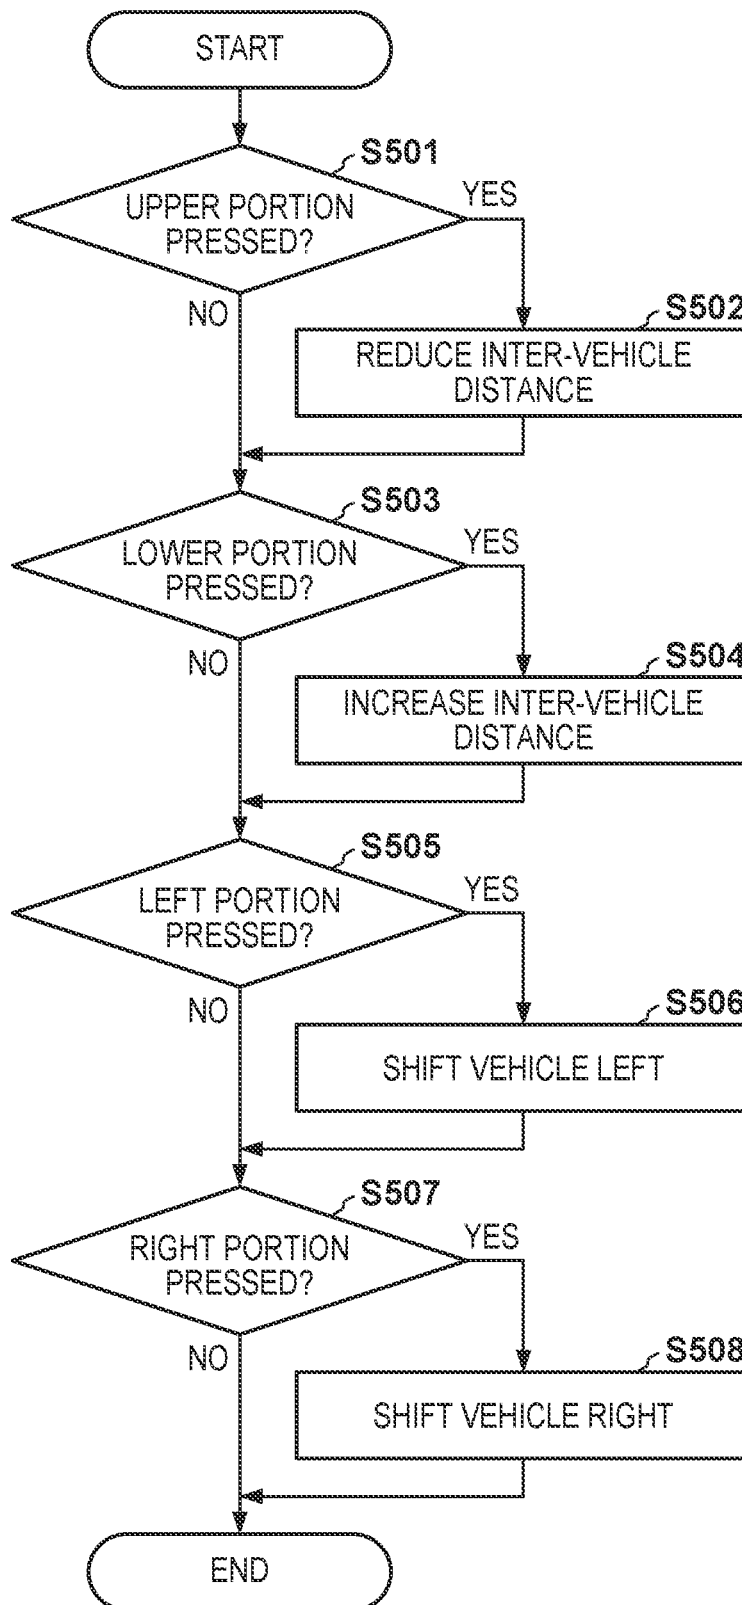 START
S501
UPPER PORTION
PRESSED?
YES
NO
S502
REDUCE INTER-VEHICLE
DISTANCE
S503
LOWER PORTION
PRESSED?
YES
NO
S504
INCREASE INTER-VEHICLE
DISTANCE
S505
LEFT PORTION
PRESSED?
YES
NO
S506
SHIFT VEHICLE LEFT
S507
RIGHT PORTION
PRESSED?
YES
NO
S508
SHIFT VEHICLE RIGHT
END